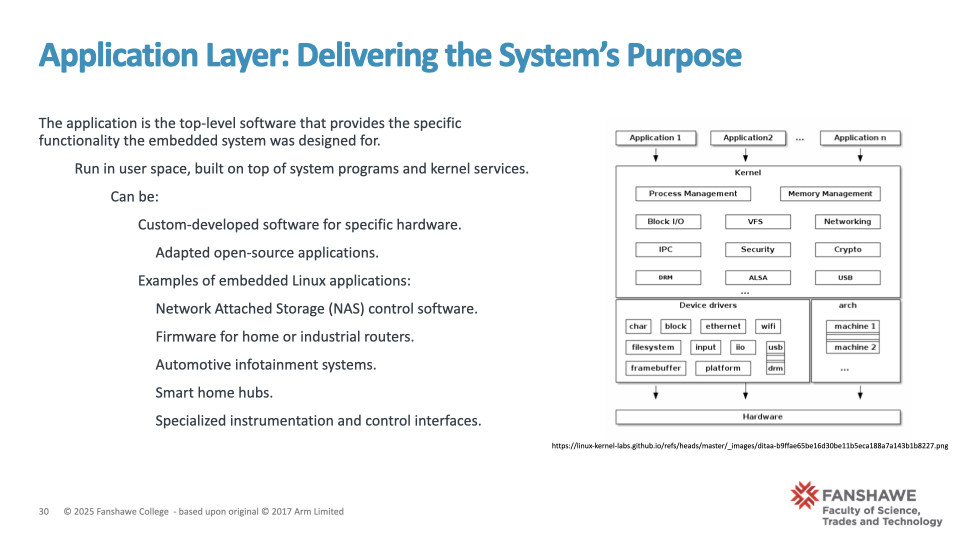 Application Layer: Delivering the System's Purpose
The application is the top-level software that provides the specific
functionality the embedded system was designed for.
Run in user space, built on top of system programs and kernel services.
Can be:
Custom-developed software for specific hardware.
Adapted open-source applications.
Examples of embedded Linux applications:
Network Attached Storage (NAS) control software.
Firmware for home or industrial routers.
Automotive infotainment systems.
Smart home hubs.
Specialized instrumentation and control interfaces.
Application 1 Application2 ... Application n
Kernel
Process Management Memory Management
Block I/O VFS Networking
IPC Security Crypto
DRM ALSA USB
...
Device drivers arch
char block ethernet wifi machine 1
filesystem input iio usb machine 2
framebuffer platform drm ...
Hardware
https://linux-kernel-labs.github.io/refs/heads/master/_images/ditaa-b9ffae65be16d30be11b5eca188a7a143b1b8227.png
30 © 2025 Fanshawe College - based upon original © 2017 Arm Limited
FANSHAWE
Faculty of Science,
Trades and Technology